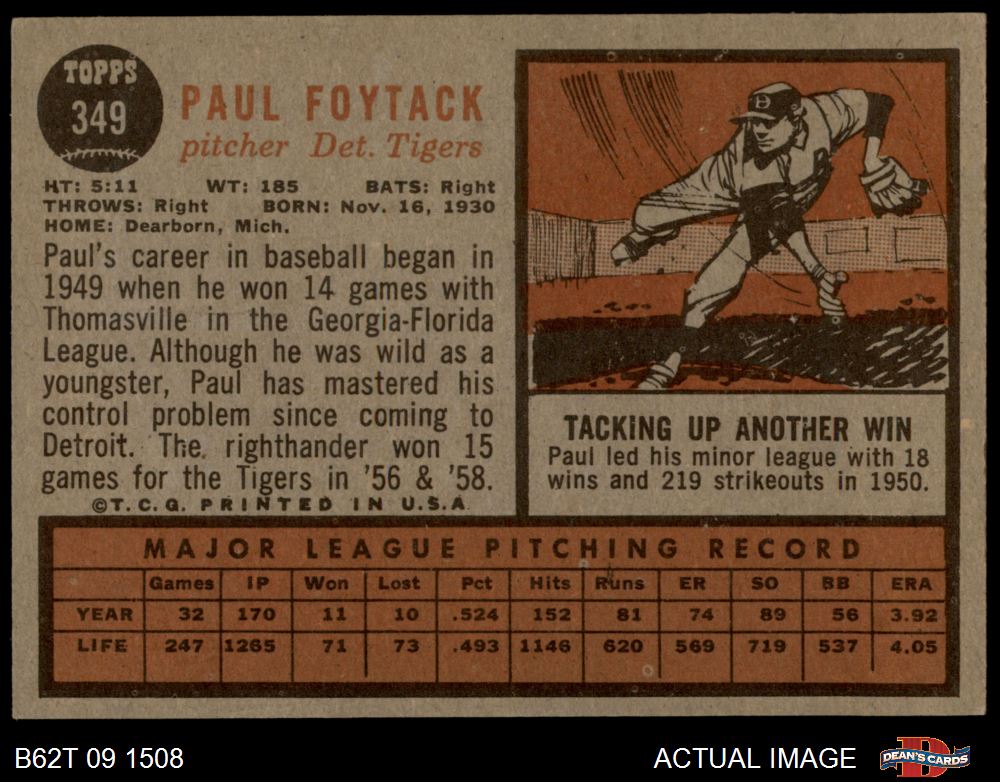 TOPPS
349
PAUL FOYTACK
pitcher Det. Tigers
HT: 5:11 WT: 185 BATS: Right
THROWS: Right BORN: Nov. 16, 1930
HOME: Dearborn, Mich.
Paul's career in baseball began in
1949 when he won 14 games with
Thomasville in the Georgia-Florida
League. Although he was wild as a
youngster, Paul has mastered his
control problem since coming to
Detroit. The righthander won 15
games for the Tigers in '56 & '58.
©T.C.G. PRINTED IN U.S.A.
D
TACKING UP ANOTHER WIN
Paul led his minor league with 18
wins and 219 strikeouts in 1950.
MAJOR LEAGUE PITCHING RECORD
Games IP Won Lost Pct Hits Runs ER SO BB ERA
YEAR 32 170 11 10 .524 152 81 74 89 56 3.92
LIFE 247 1265 71 73 .493 1146 620 569 719 537 4.05
B62T 09 1508
ACTUAL IMAGE
D
DEAN'S CARDS